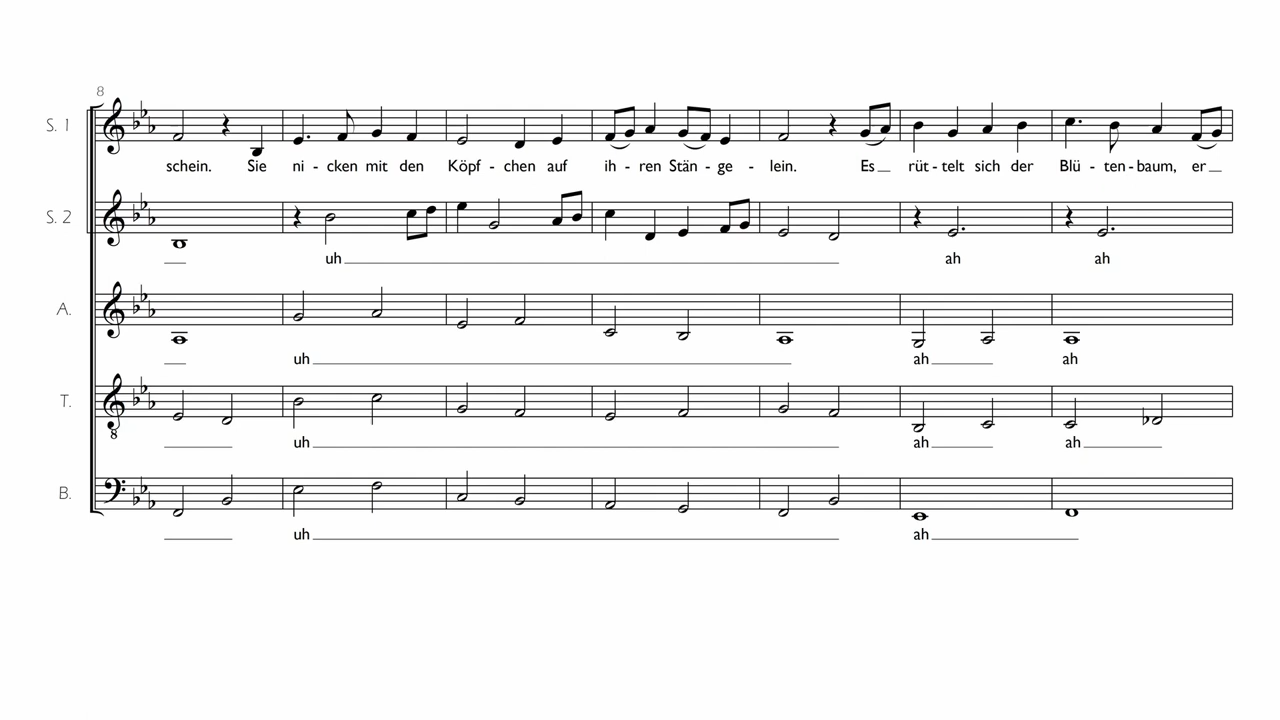 8
S. 1
schein. Sie ni - cken mit den Köpf - chen auf ih - ren Stän - ge - lein. Es rüt - telt sich der Blü - ten - baum, er
S. 2
uh ah ah
A.
uh ah ah
T.
8
uh ah ah
B.
uh ah